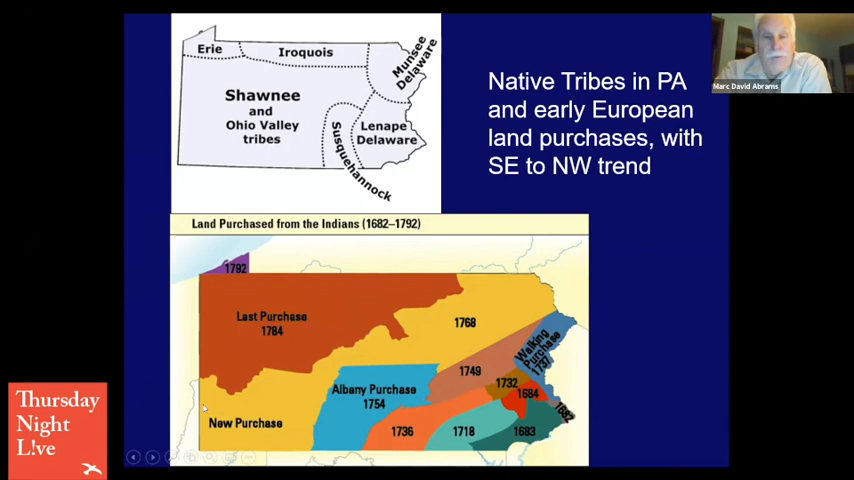 Erie
Iroquois
Munsee
Delaware
Shawnee
and
Ohio Valley
tribes
Lenape
Delaware
Susquehannock
Native Tribes in PA
and early European
land purchases, with
SE to NW trend
Marc David Abrams
Land Purchased from the Indians (1682–1792)
1792
Last Purchase
1784
1768
Walking
Purchase
1737
1749
1732
1684
1682
Albany Purchase
1754
New Purchase
1736
1718
1683
Thursday
Night
L!ve